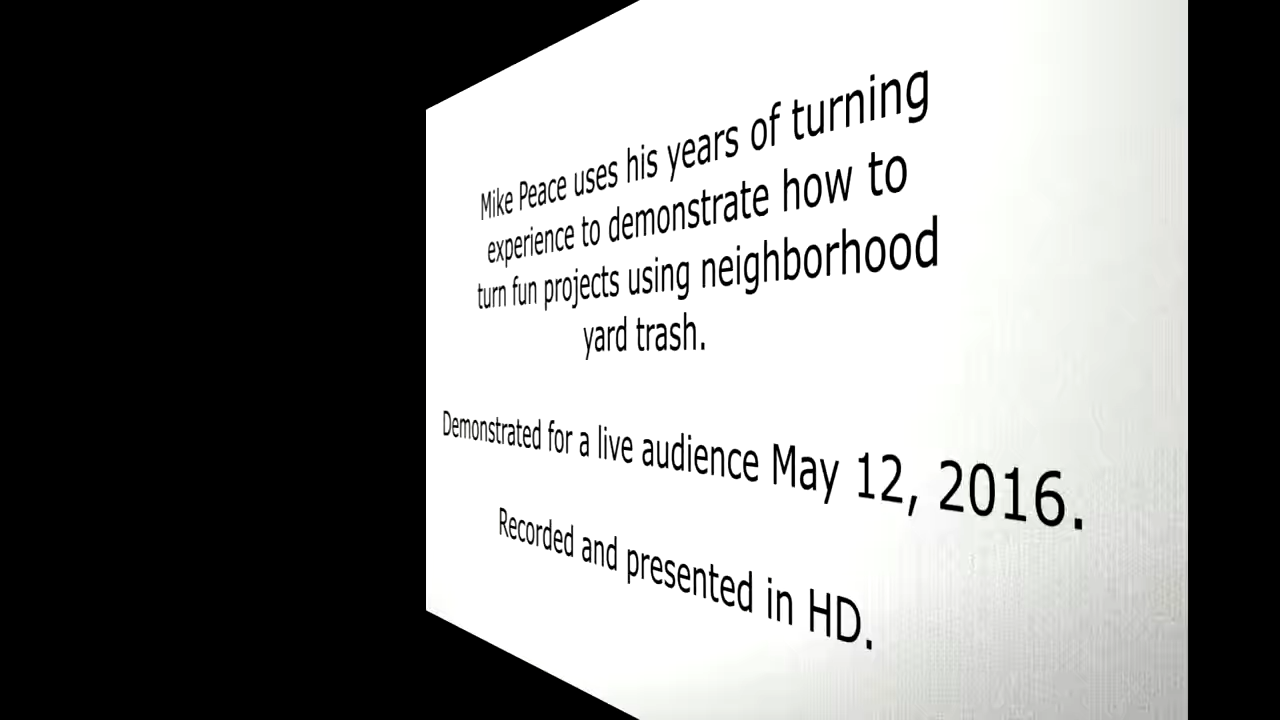 Mike Peace uses his years of turning
experience to demonstrate how to
turn fun projects using neighborhood
yard trash.
Demonstrated for a live audience May 12, 2016.
Recorded and presented in HD.